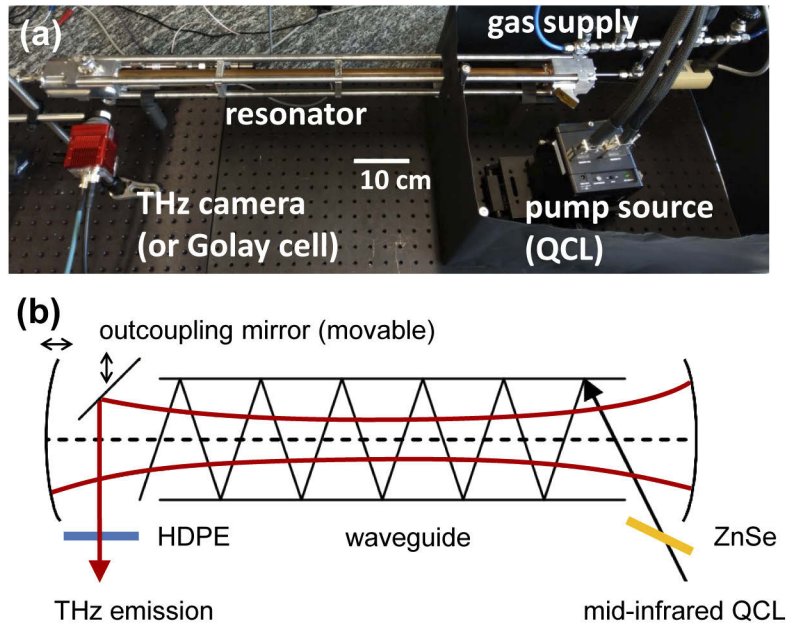 (a)
gas supply
resonator
10 cm
THz camera
(or Golay cell)
pump source
(QCL)
(b)
outcoupling mirror (movable)
HDPE
waveguide
ZnSe
THz emission
mid-infrared QCL